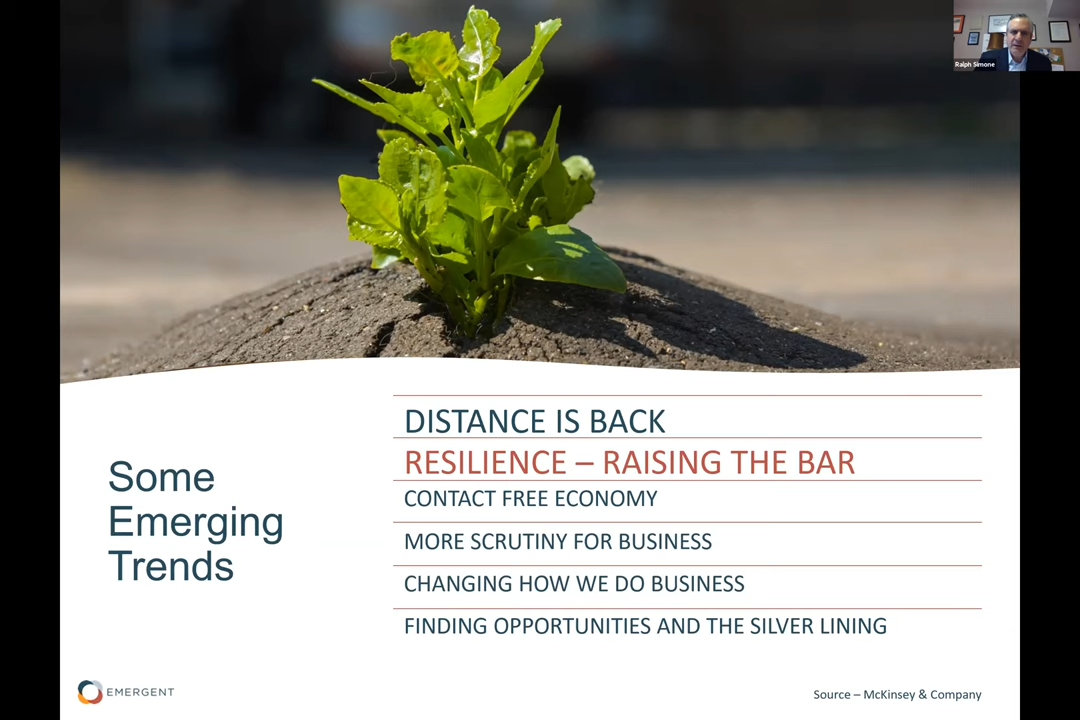 Ralph Simone
Some
Emerging
Trends
DISTANCE IS BACK
RESILIENCE – RAISING THE BAR
CONTACT FREE ECONOMY
MORE SCRUTINY FOR BUSINESS
CHANGING HOW WE DO BUSINESS
FINDING OPPORTUNITIES AND THE SILVER LINING
EMERGENT
Source – McKinsey & Company